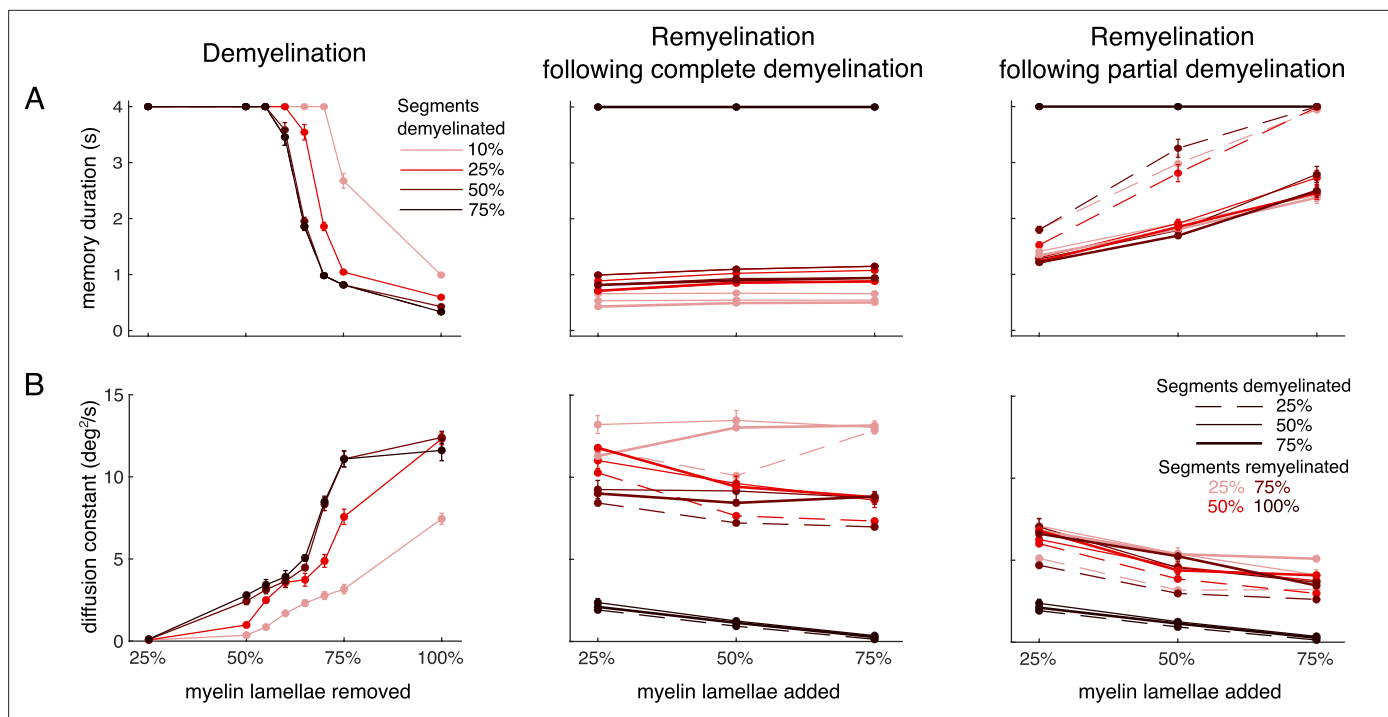 Demyelination
Remyelination
following complete demyelination
Remyelination
following partial demyelination
A
memory duration (s)
4
3
2
1
0
Segments
demyelinated
10%
25%
50%
75%
B
diffusion constant (deg²/s)
15
10
5
0
25%
50%
75%
100%
myelin lamellae removed
25%
50%
75%
myelin lamellae added
Segments demyelinated
25%
50%
75%
Segments remyelinated
25% 75%
50% 100%
25%
50%
75%
myelin lamellae added